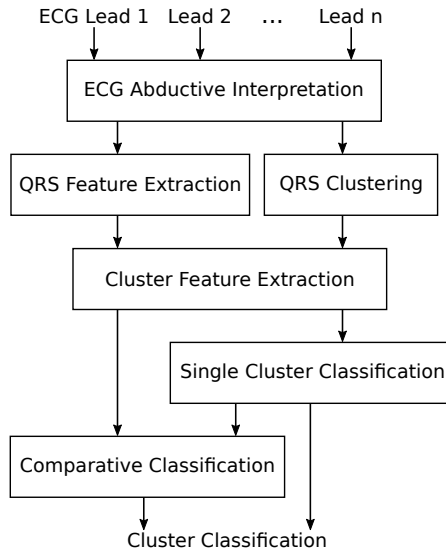 ECG Lead 1 Lead 2 ... Lead n
ECG Abductive Interpretation
QRS Feature Extraction QRS Clustering
Cluster Feature Extraction
Single Cluster Classification
Comparative Classification
Cluster Classification